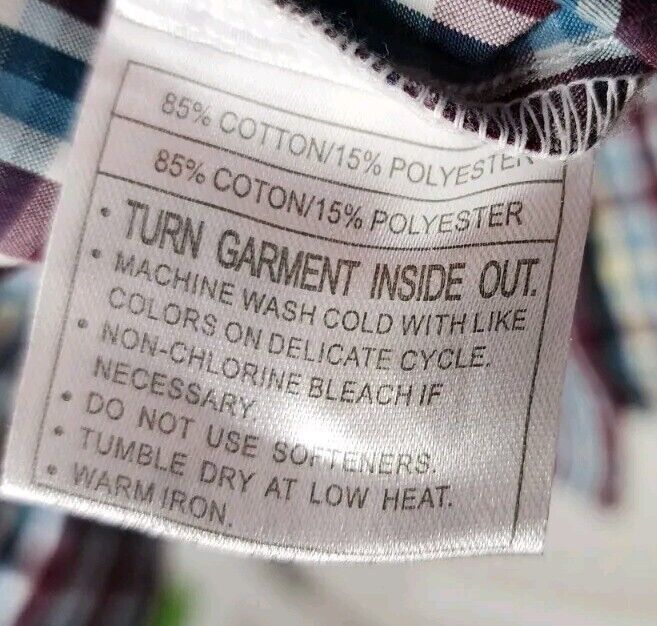 85% COTTON/15% POLYESTER
85% COTON/15% POLYESTER
• TURN GARMENT INSIDE OUT.
• MACHINE WASH COLD WITH LIKE
COLORS ON DELICATE CYCLE.
• NON-CHLORINE BLEACH IF
NECESSARY.
• DO NOT USE SOFTENERS.
• TUMBLE DRY AT LOW HEAT.
• WARM IRON.